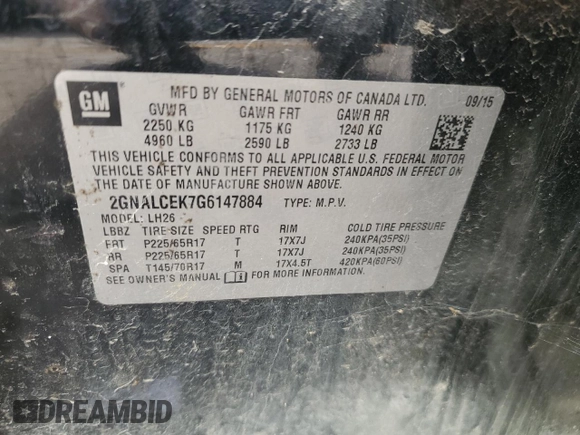 GM
MFD BY GENERAL MOTORS OF CANADA LTD. 09/15
GVWR GAWR FRT GAWR RR
2250 KG 1175 KG 1240 KG
4960 LB 2590 LB 2733 LB
THIS VEHICLE CONFORMS TO ALL APPLICABLE U.S. FEDERAL MOTOR
VEHICLE SAFETY AND THEFT PREVENTION STANDARDS IN EFFECT ON
THE DATE OF MANUFACTURE SHOWN ABOVE.
2GNALCEK7G6147884 TYPE: M.P.V.
MODEL: LH26
LBBZ TIRE SIZE SPEED RTG RIM COLD TIRE PRESSURE
FRT P225/65R17 T 17X7J 240KPA(35PSI)
RR P225/65R17 T 17X7J 240KPA(35PSI)
SPA T145/70R17 M 17X4.5T 420KPA(60PSI)
SEE OWNER'S MANUAL FOR MORE INFORMATION.
DREAMBID